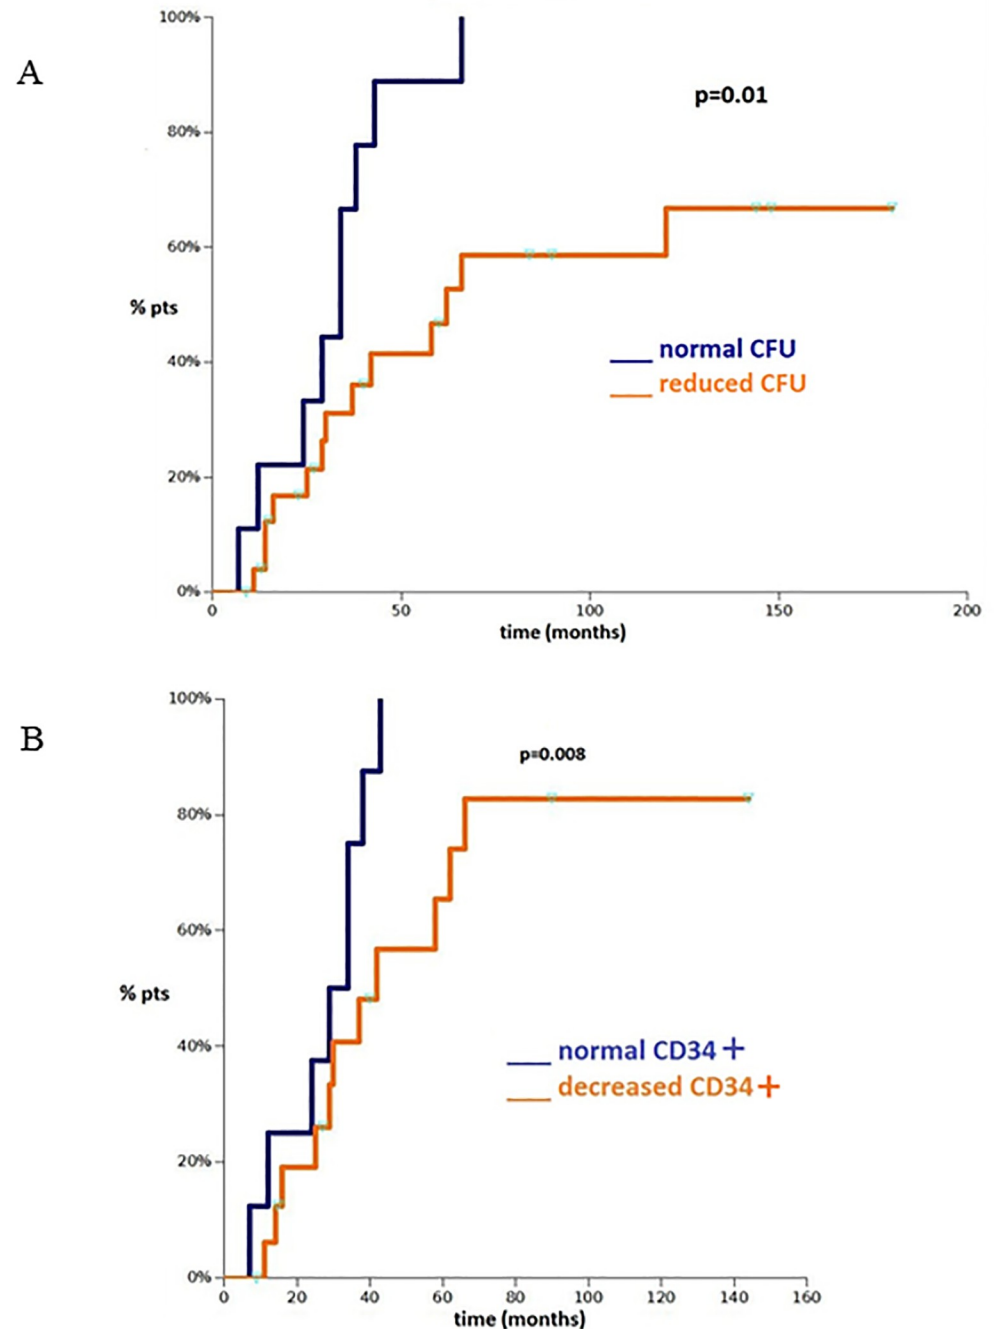 A
100%
80%
60%
40%
20%
0%
% pts
p=0.01
normal CFU
reduced CFU
0 50 100 150 200
time (months)
B
100%
80%
60%
40%
20%
0%
% pts
p=0.008
normal CD34 +
decreased CD34 +
0 20 40 60 80 100 120 140 160
time (months)